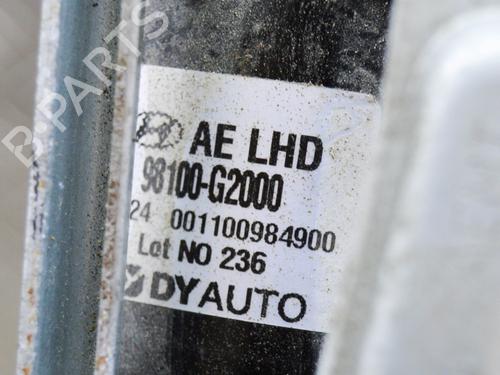 B-PARTS
AE LHD
98100-G2000
24 001100984900
Lot NO 236
DYAUTO